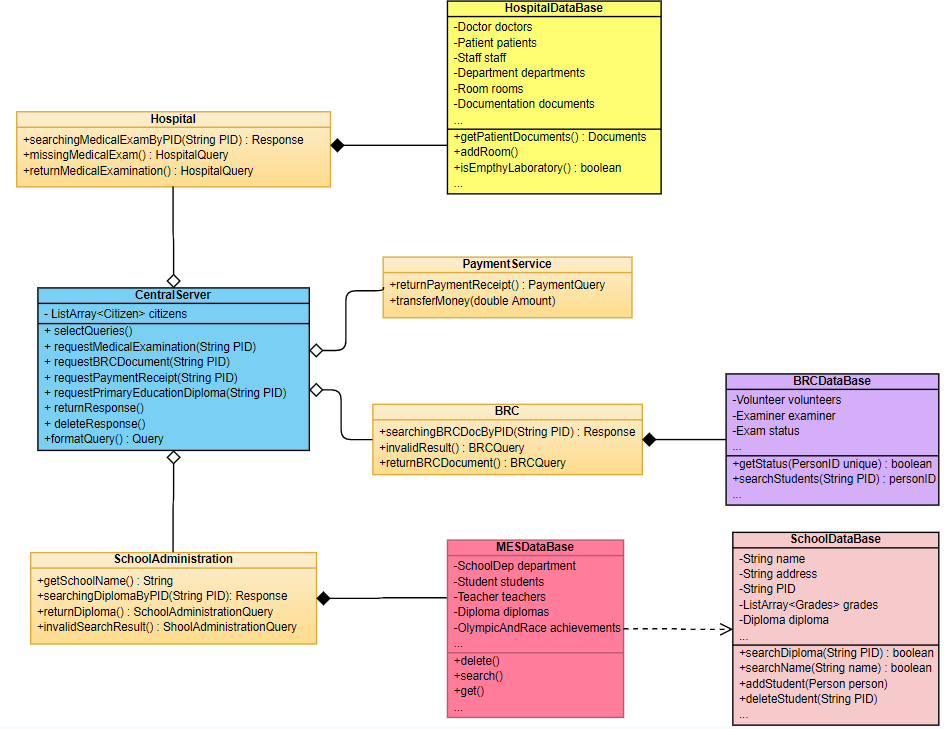 HospitalDataBase
-Doctor doctors
-Patient patients
-Staff staff
-Department departments
-Room rooms
-Documentation documents
...
+getPatientDocuments() : Documents
+addRoom()
+isEmpthyLaboratory() : boolean
...
Hospital
+searchingMedicalExamByPID(String PID) : Response
+missingMedicalExam() : HospitalQuery
+returnMedicalExamination() : HospitalQuery
PaymentService
+returnPaymentReceipt() : PaymentQuery
+transferMoney(double Amount)
CentralServer
- ListArray<Citizen> citizens
+ selectQueries()
+ requestMedicalExamination(String PID)
+ requestBRCDocument(String PID)
+ requestPaymentReceipt(String PID)
+ requestPrimaryEducationDiploma(String PID)
+ returnResponse()
+ deleteResponse()
+formatQuery() : Query
BRC
+searchingBRCDocByPID(String PID) : Response
+invalidResult() : BRCQuery
+returnBRCDocument() : BRCQuery
BRCDataBase
-Volunteer volunteers
-Examiner examiner
-Exam status
...
+getStatus(PersonID unique) : boolean
+searchStudents(String PID) : personID
...
SchoolAdministration
+getSchoolName() : String
+searchingDiplomaByPID(String PID): Response
+returnDiploma() : SchoolAdministrationQuery
+invalidSearchResult() : ShoolAdministrationQuery
MESDataBase
-SchoolDep department
-Student students
-Teacher teachers
-Diploma diplomas
-OlympicAndRace achievements
...
+delete()
+search()
+get()
...
SchoolDataBase
-String name
-String address
-String PID
-ListArray<Grades> grades
-Diploma diploma
...
+searchDiploma(String PID) : boolean
+searchName(String name) : boolean
+addStudent(Person person)
+deleteStudent(String PID)
...